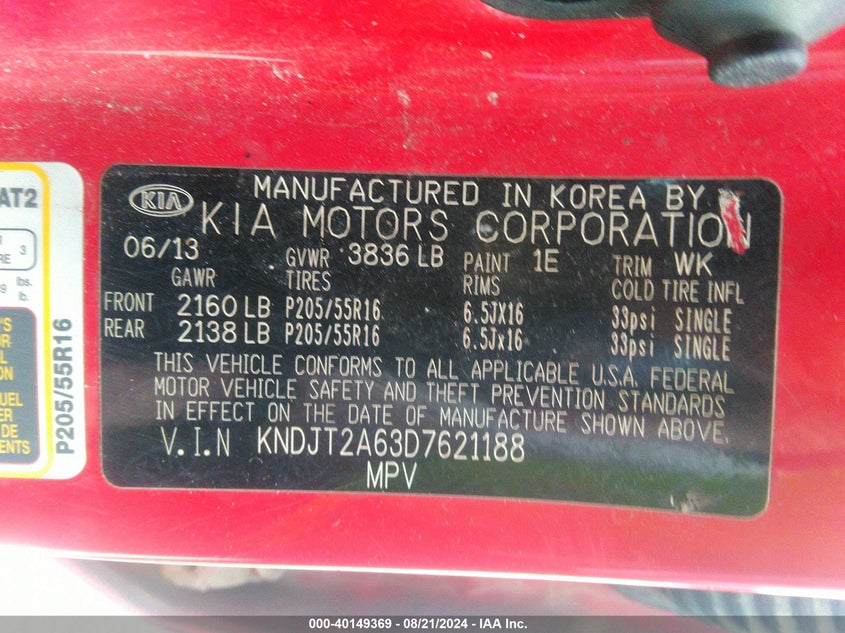 KIA
MANUFACTURED IN KOREA BY
KIA MOTORS CORPORATION
06/13 GVWR 3836 LB PAINT 1E TRIM WK
GAWR TIRES RIMS COLD TIRE INFL
FRONT 2160 LB P205/55R16 6.5JX16 33psi SINGLE
REAR 2138 LB P205/55R16 6.5Jx16 33psi SINGLE
THIS VEHICLE CONFORMS TO ALL APPLICABLE U.S.A. FEDERAL
MOTOR VEHICLE SAFETY AND THEFT PREVENTION STANDARDS
IN EFFECT ON THE DATE OF MANUFACTURE SHOWN ABOVE.
V.I.N KNDJT2A63D7621188
MPV
AT2
3
lbs.
lb.
P205/55R16
DE
000-40149369 - 08/21/2024 - IAA Inc.